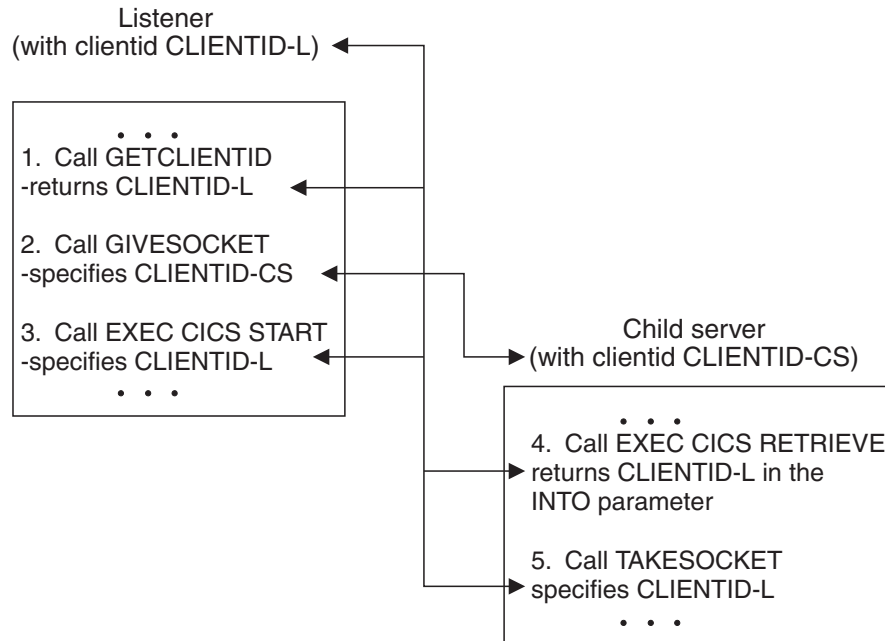 Listener
(with clientid CLIENTID-L)
• • •
1. Call GETCLIENTID
-returns CLIENTID-L
2. Call GIVESOCKET
-specifies CLIENTID-CS
3. Call EXEC CICS START
-specifies CLIENTID-L
• • •
Child server
(with clientid CLIENTID-CS)
• • •
4. Call EXEC CICS RETRIEVE
returns CLIENTID-L in the
INTO parameter
5. Call TAKESOCKET
specifies CLIENTID-L
• • •